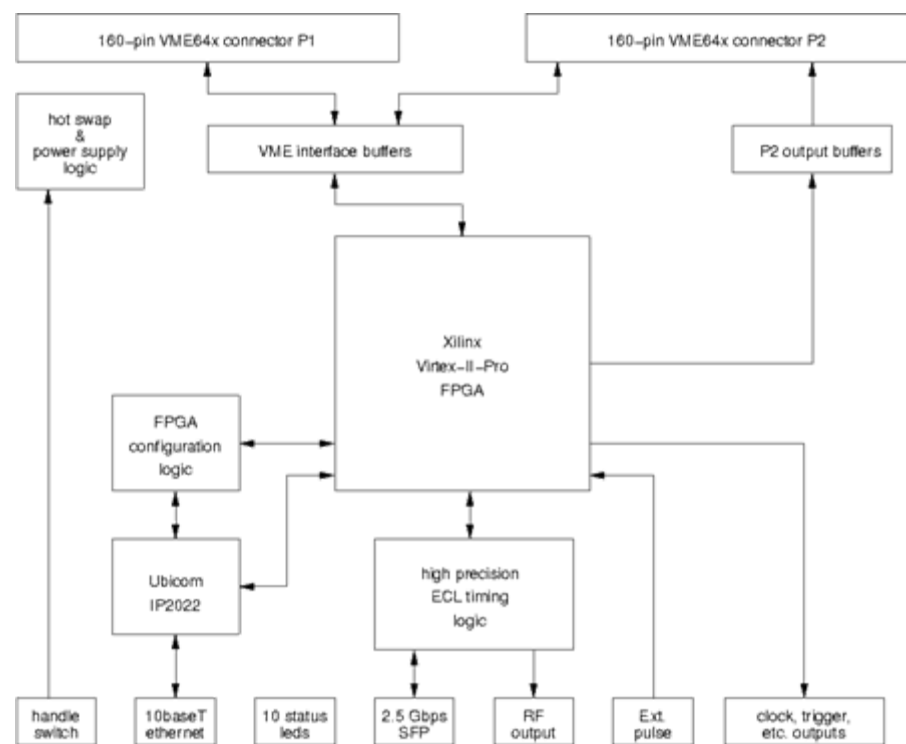 160-pin VME64x connector P1
160-pin VME64x connector P2
hot swap
&
power supply
logic
VME interface buffers
P2 output buffers
Xilinx
Virtex-II-Pro
FPGA
FPGA
configuration
logic
Ubicom
IP2022
high precision
ECL timing
logic
handle
switch
10baseT
ethernet
10 status
leds
2.5 Gbps
SFP
RF
output
Ext.
pulse
clock, trigger,
etc. outputs